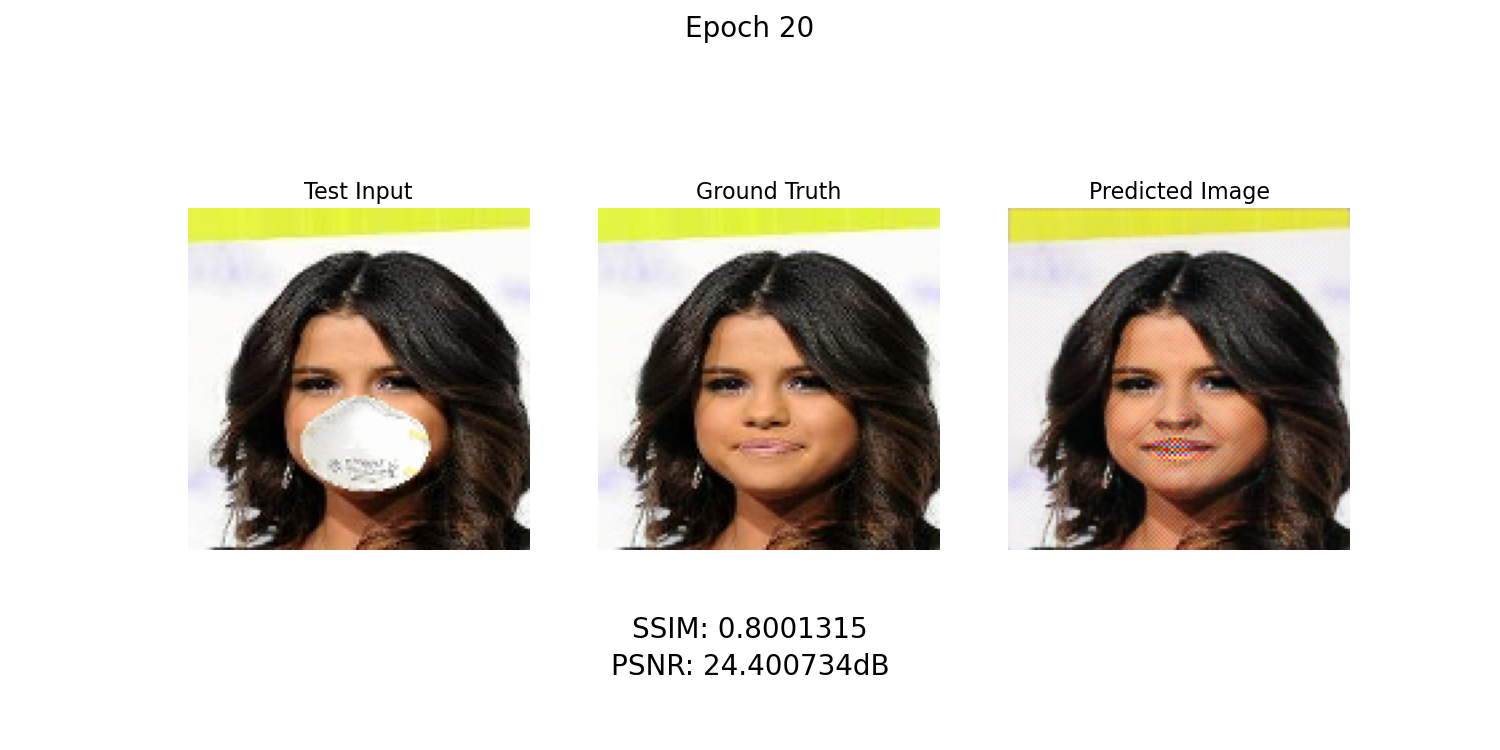 Epoch 20
Test Input
Ground Truth
Predicted Image
SSIM: 0.8001315
PSNR: 24.400734dB